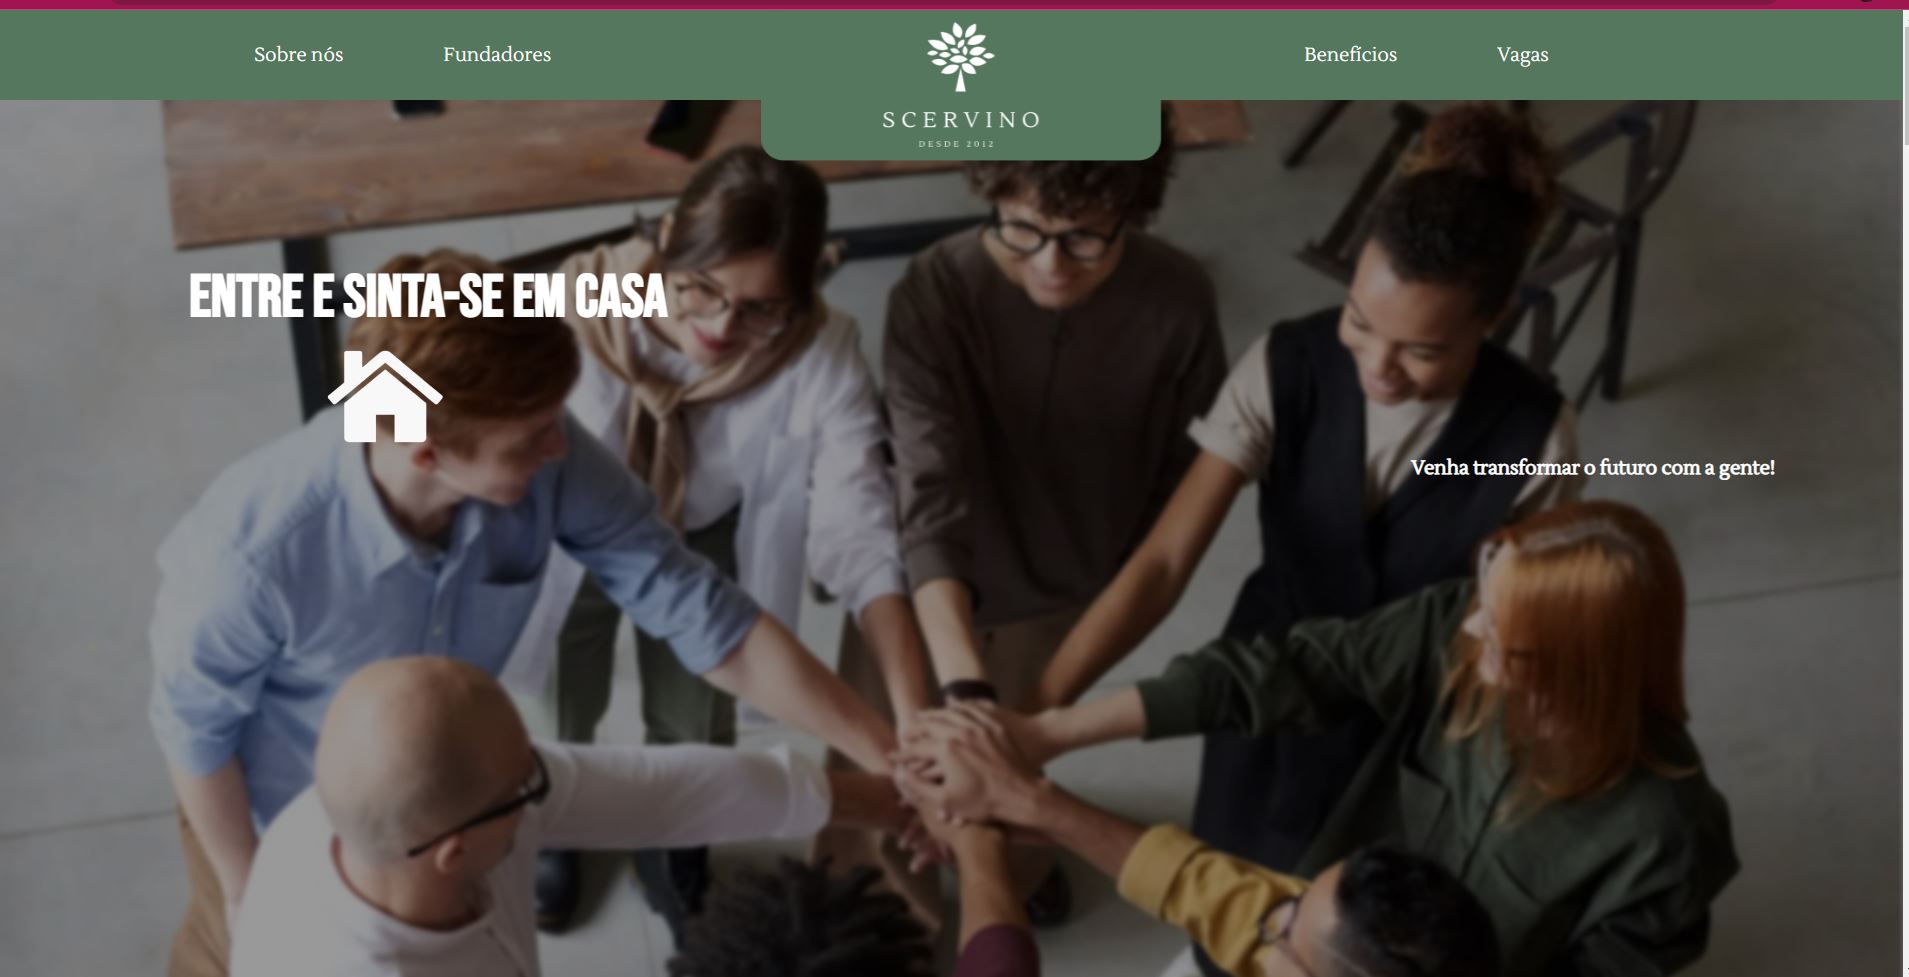 Sobre nós
Fundadores
SCERVINO
DESDE 2012
Benefícios
Vagas
ENTRE E SINTA-SE EM CASA
Venha transformar o futuro com a gente!